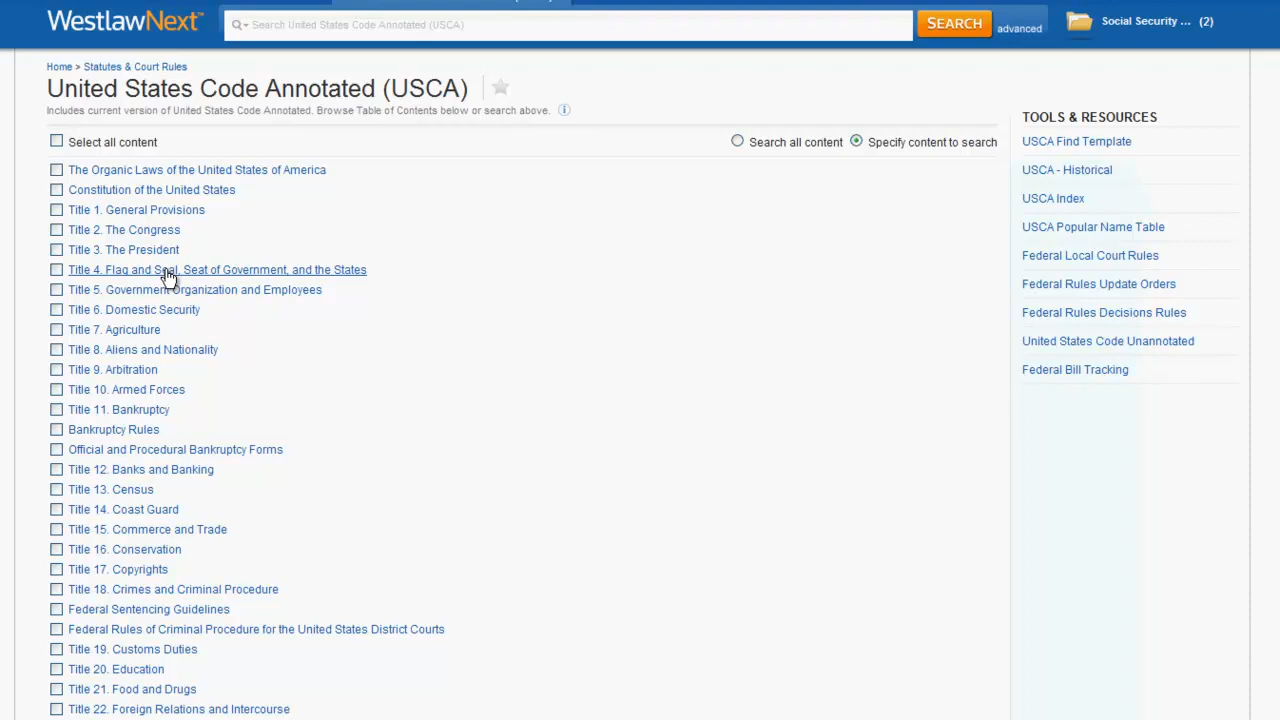 WestlawNext
Search United States Code Annotated (USCA)
SEARCH
advanced
Social Security ... (2)
Home > Statutes & Court Rules
United States Code Annotated (USCA)
Includes current version of United States Code Annotated. Browse Table of Contents below or search above.
Select all content
Search all content
Specify content to search
The Organic Laws of the United States of America
Constitution of the United States
Title 1. General Provisions
Title 2. The Congress
Title 3. The President
Title 4. Flag and Seal, Seat of Government, and the States
Title 5. Government Organization and Employees
Title 6. Domestic Security
Title 7. Agriculture
Title 8. Aliens and Nationality
Title 9. Arbitration
Title 10. Armed Forces
Title 11. Bankruptcy
Bankruptcy Rules
Official and Procedural Bankruptcy Forms
Title 12. Banks and Banking
Title 13. Census
Title 14. Coast Guard
Title 15. Commerce and Trade
Title 16. Conservation
Title 17. Copyrights
Title 18. Crimes and Criminal Procedure
Federal Sentencing Guidelines
Federal Rules of Criminal Procedure for the United States District Courts
Title 19. Customs Duties
Title 20. Education
Title 21. Food and Drugs
Title 22. Foreign Relations and Intercourse
TOOLS & RESOURCES
USCA Find Template
USCA - Historical
USCA Index
USCA Popular Name Table
Federal Local Court Rules
Federal Rules Update Orders
Federal Rules Decisions Rules
United States Code Unannotated
Federal Bill Tracking